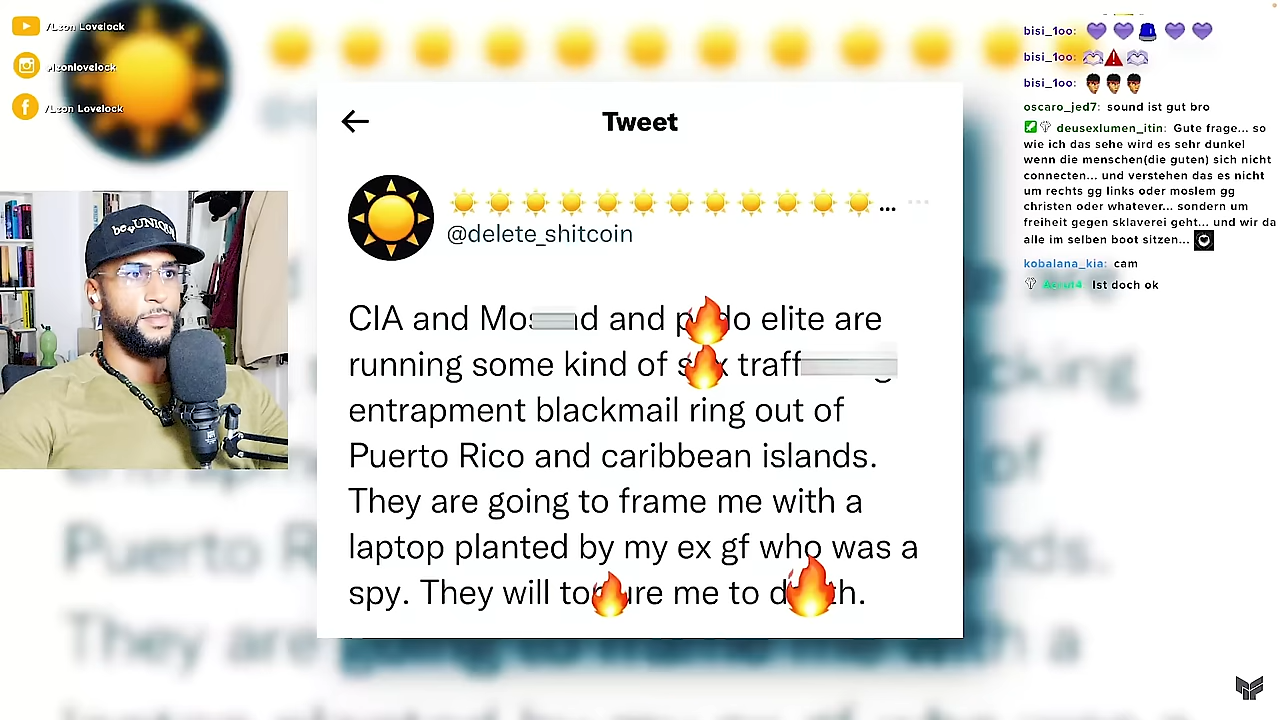 /Leon Lovelock
/leonlovelock
/Leon Lovelock
be UNIQUE
Tweet
@delete_shitcoin
CIA and Mos d and p do elite are
running some kind of s x traff
entrapment blackmail ring out of
Puerto Rico and caribbean islands.
They are going to frame me with a
laptop planted by my ex gf who was a
spy. They will to ure me to d th.
bisi_1oo:
bisi_1oo:
bisi_1oo:
oscaro_jed7: sound ist gut bro
deusexlumen_itin: Gute frage... so
wie ich das sehe wird es sehr dunkel
wenn die menschen(die guten) sich nicht
connecten... und verstehen das es nicht
um rechts gg links oder moslem gg
christen oder whatever... sondern um
freiheit gegen sklaverei geht... und wir da
alle im selben boot sitzen...
kobalana_kia: cam
Ist doch ok